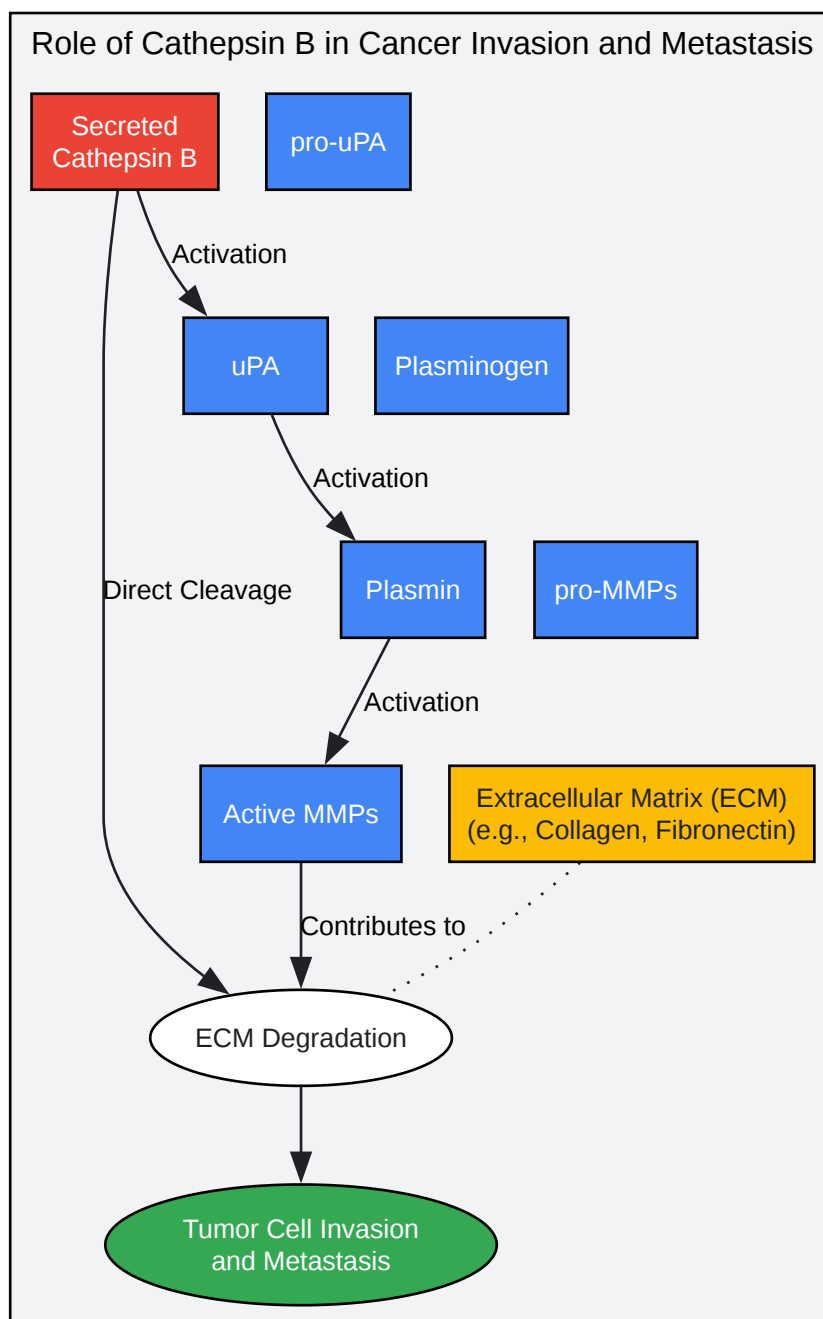 Role of Cathepsin B in Cancer Invasion and Metastasis
Secreted
Cathepsin B
pro-uPA
Activation
uPA
Plasminogen
Activation
Direct Cleavage
Plasmin
pro-MMPs
Activation
Active MMPs
Extracellular Matrix (ECM)
(e.g., Collagen, Fibronectin)
Contributes to
ECM Degradation
Tumor Cell Invasion
and Metastasis